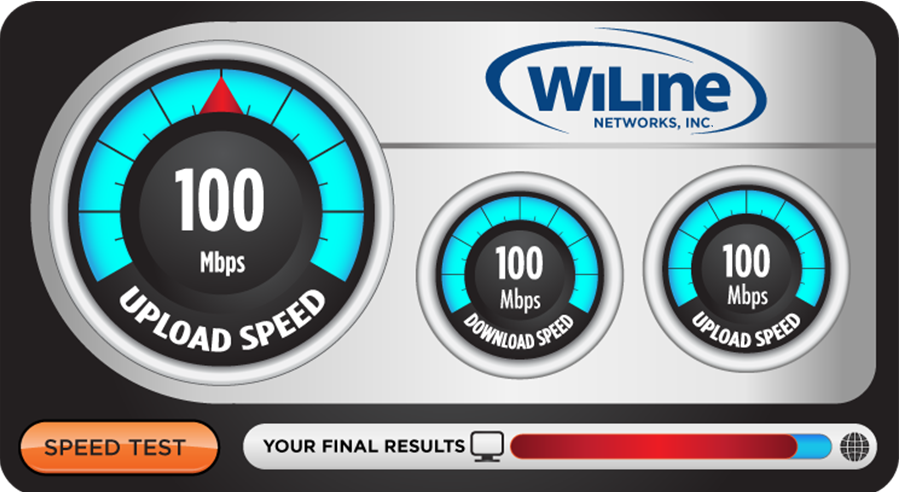 WiLine
NETWORKS, INC.
100
Mbps
UPLOAD SPEED
100
Mbps
DOWNLOAD SPEED
100
Mbps
UPLOAD SPEED
SPEED TEST
YOUR FINAL RESULTS